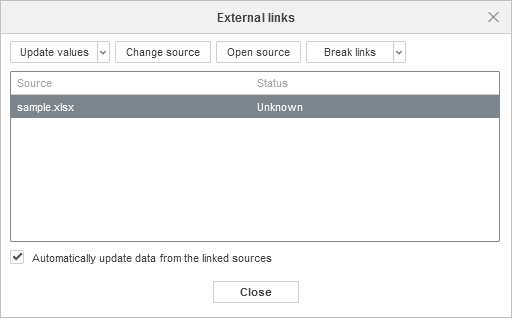 External links
Update values Change source Open source Break links
Source Status
sample.xlsx Unknown
Automatically update data from the linked sources
Close